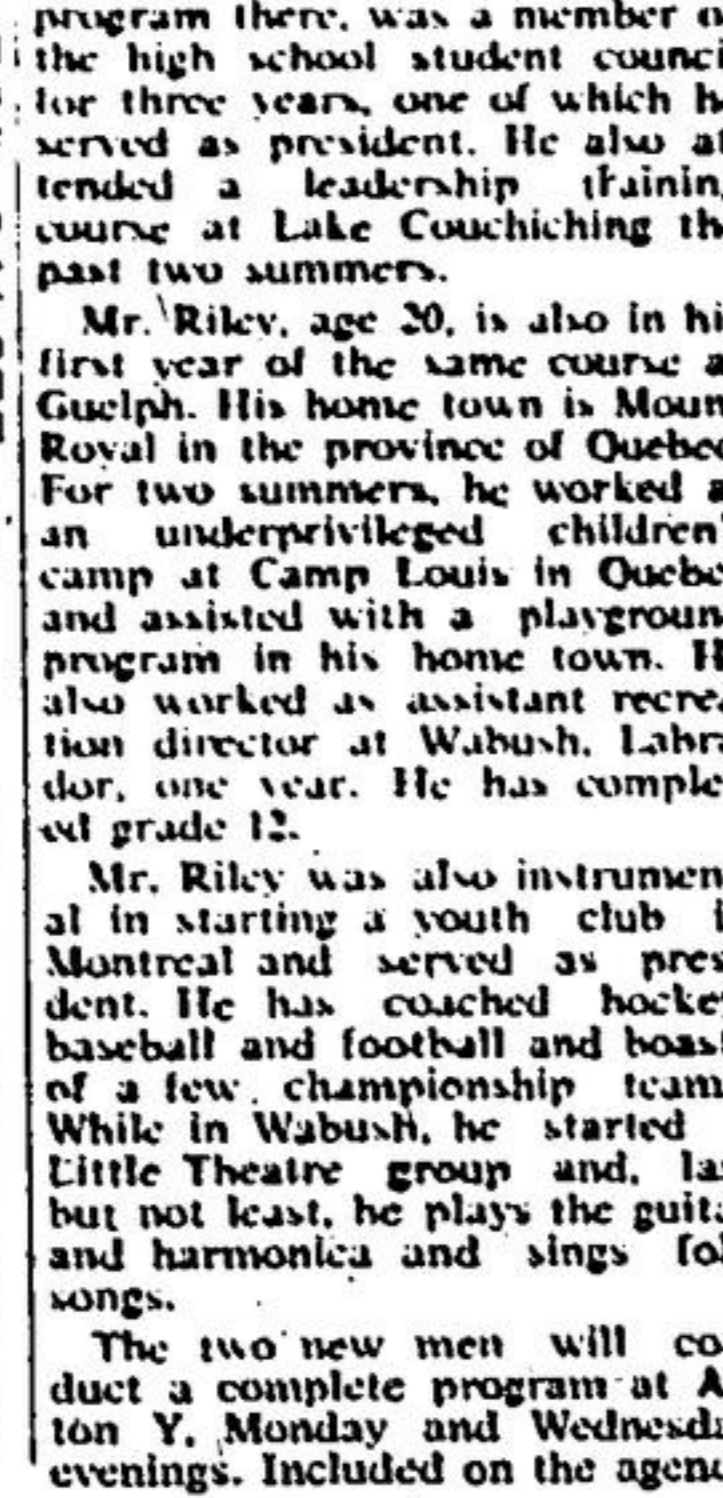 program there, was a member o
the high school student counci
for three years, one of which h
served as president. He also at
tended a leadership trainin
course at Lake Couchiching th
past two summers.
Mr. Riley, age 20, is also in hi
first year of the same course a
Guelph. His home town is Moun
Royal in the province of Quebec
For two summers, he worked a
an underprivileged children'
camp at Camp Louis in Quebe
and assisted with a playgroun
program in his home town. H
also worked as assistant recrea
tion director at Wabush, Labra
dor, one year. He has complet
ed grade 12.
Mr. Riley was also instrument
al in starting a youth club i
Montreal and served as presi
dent. He has coached hockey
baseball and football and boast
of a few championship team
While in Wabush, he started
Little Theatre group and, las
but not least, he plays the guita
and harmonica and sings fol
songs.
The two new men will co
duct a complete program at A
ton Y, Monday and Wednesda
evenings. Included on the agend